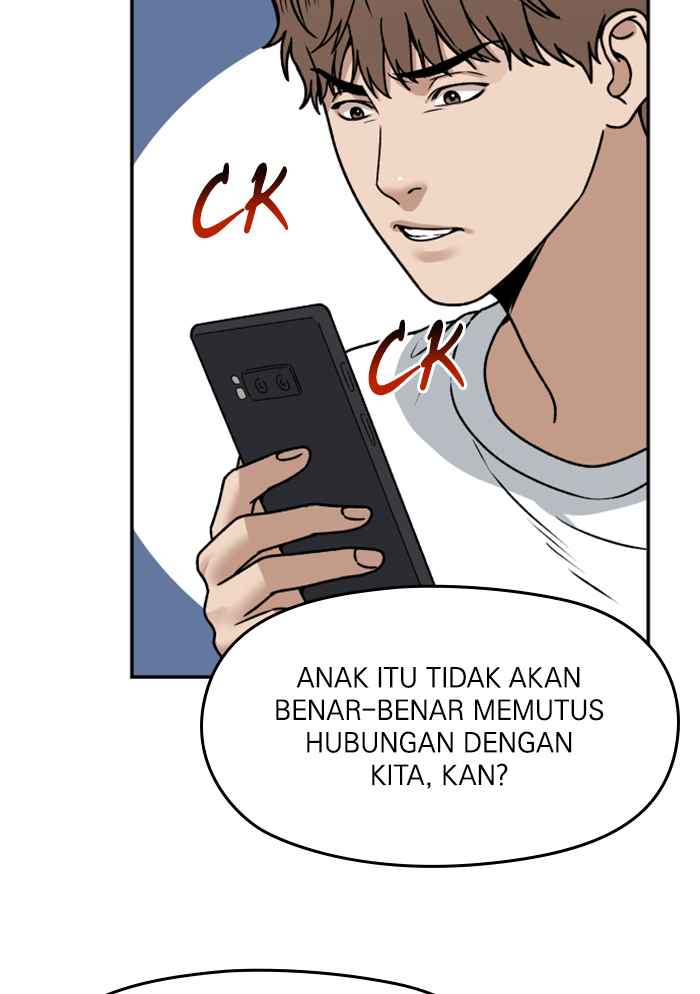 CK
CK
ANAK ITU TIDAK AKAN
BENAR-BENAR MEMUTUS
HUBUNGAN DENGAN
KITA, KAN?